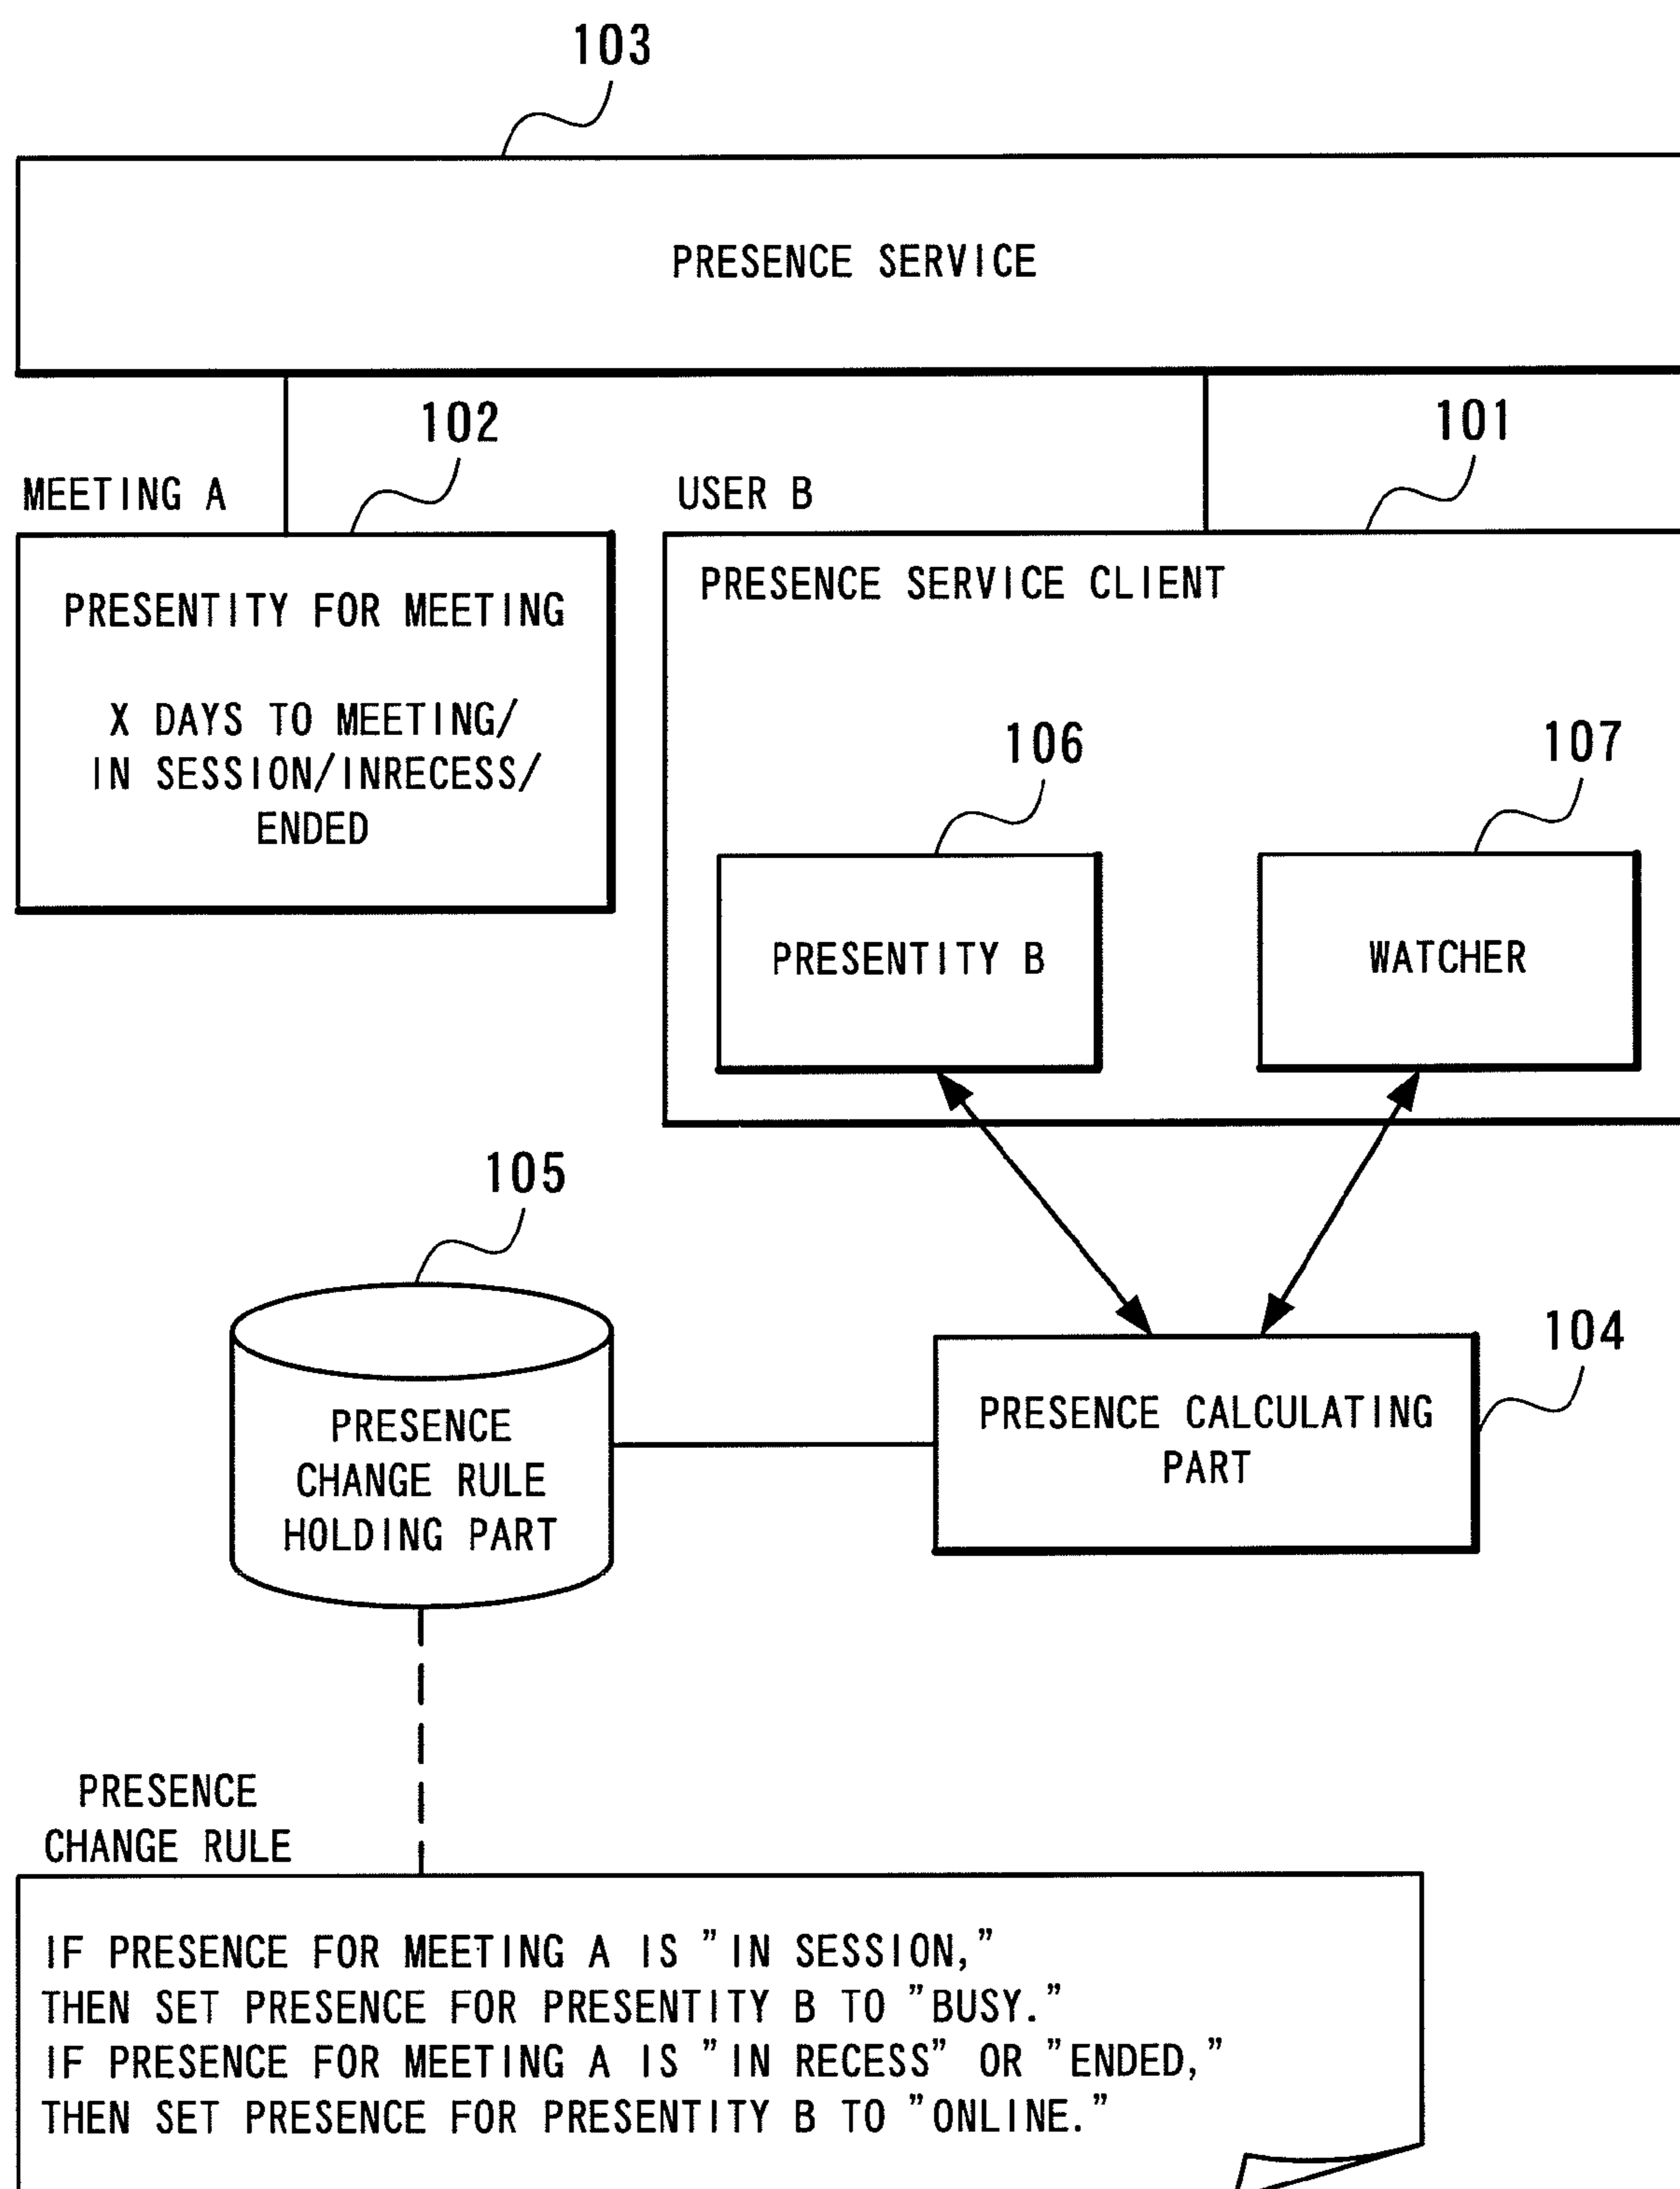 103
PRESENCE SERVICE
102
101
MEETING A
USER B
PRESENTITY FOR MEETING
X DAYS TO MEETING/
IN SESSION/INRECESS/
ENDED
PRESENCE SERVICE CLIENT
106
107
PRESENTITY B
WATCHER
105
104
PRESENCE
CHANGE RULE
HOLDING PART
PRESENCE CALCULATING
PART
PRESENCE
CHANGE RULE
IF PRESENCE FOR MEETING A IS "IN SESSION,"
THEN SET PRESENCE FOR PRESENTITY B TO "BUSY."
IF PRESENCE FOR MEETING A IS "IN RECESS" OR "ENDED,"
THEN SET PRESENCE FOR PRESENTITY B TO "ONLINE."